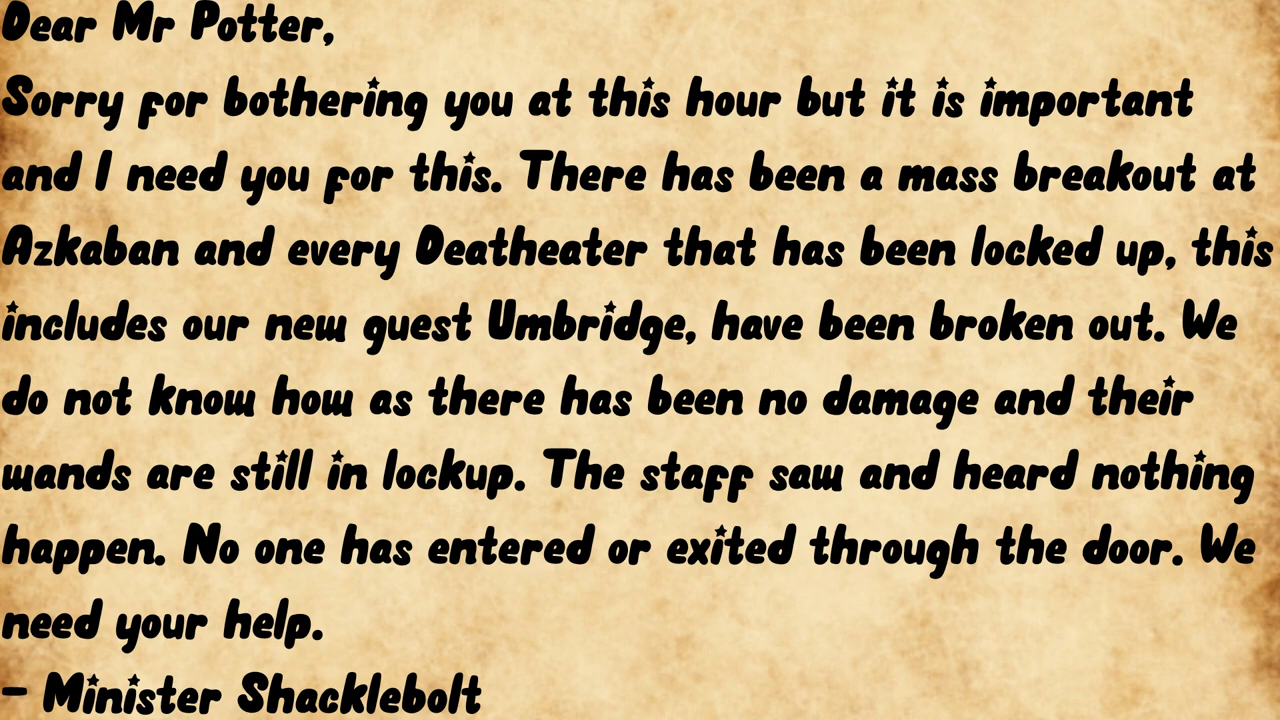 Dear Mr Potter,
Sorry for bothering you at this hour but it is important
and I need you for this. There has been a mass breakout at
Azkaban and every Deatheater that has been locked up, this
includes our new guest Umbridge, have been broken out. We
do not know how as there has been no damage and their
wands are still in lockup. The staff saw and heard nothing
happen. No one has entered or exited through the door. We
need your help.
- Minister Shacklebolt